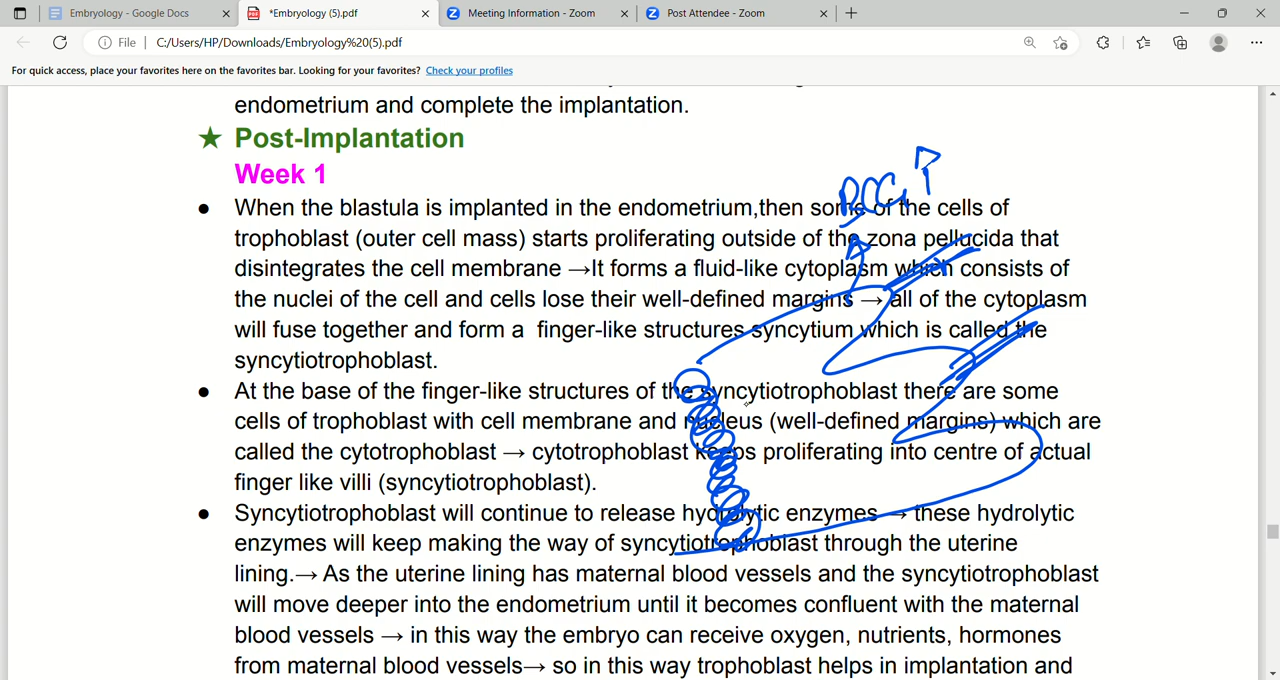 Embryology - Google Docs
*Embryology (5).pdf
Meeting Information - Zoom
Post Attendee - Zoom
File
C:/Users/HP/Downloads/Embryology%20(5).pdf
For quick access, place your favorites here on the favorites bar. Looking for your favorites? Check your profiles
endometrium and complete the implantation.
★ Post-Implantation
Week 1
● When the blastula is implanted in the endometrium,then some of the cells of
trophoblast (outer cell mass) starts proliferating outside of the zona pellucida that
disintegrates the cell membrane →It forms a fluid-like cytoplasm which consists of
the nuclei of the cell and cells lose their well-defined margins → all of the cytoplasm
will fuse together and form a finger-like structures syncytium which is called the
syncytiotrophoblast.
● At the base of the finger-like structures of the syncytiotrophoblast there are some
cells of trophoblast with cell membrane and nucleus (well-defined margins) which are
called the cytotrophoblast → cytotrophoblast keeps proliferating into centre of actual
finger like villi (syncytiotrophoblast).
● Syncytiotrophoblast will continue to release hydrolytic enzymes → these hydrolytic
enzymes will keep making the way of syncytiotrophoblast through the uterine
lining.→ As the uterine lining has maternal blood vessels and the syncytiotrophoblast
will move deeper into the endometrium until it becomes confluent with the maternal
blood vessels → in this way the embryo can receive oxygen, nutrients, hormones
from maternal blood vessels→ so in this way trophoblast helps in implantation and